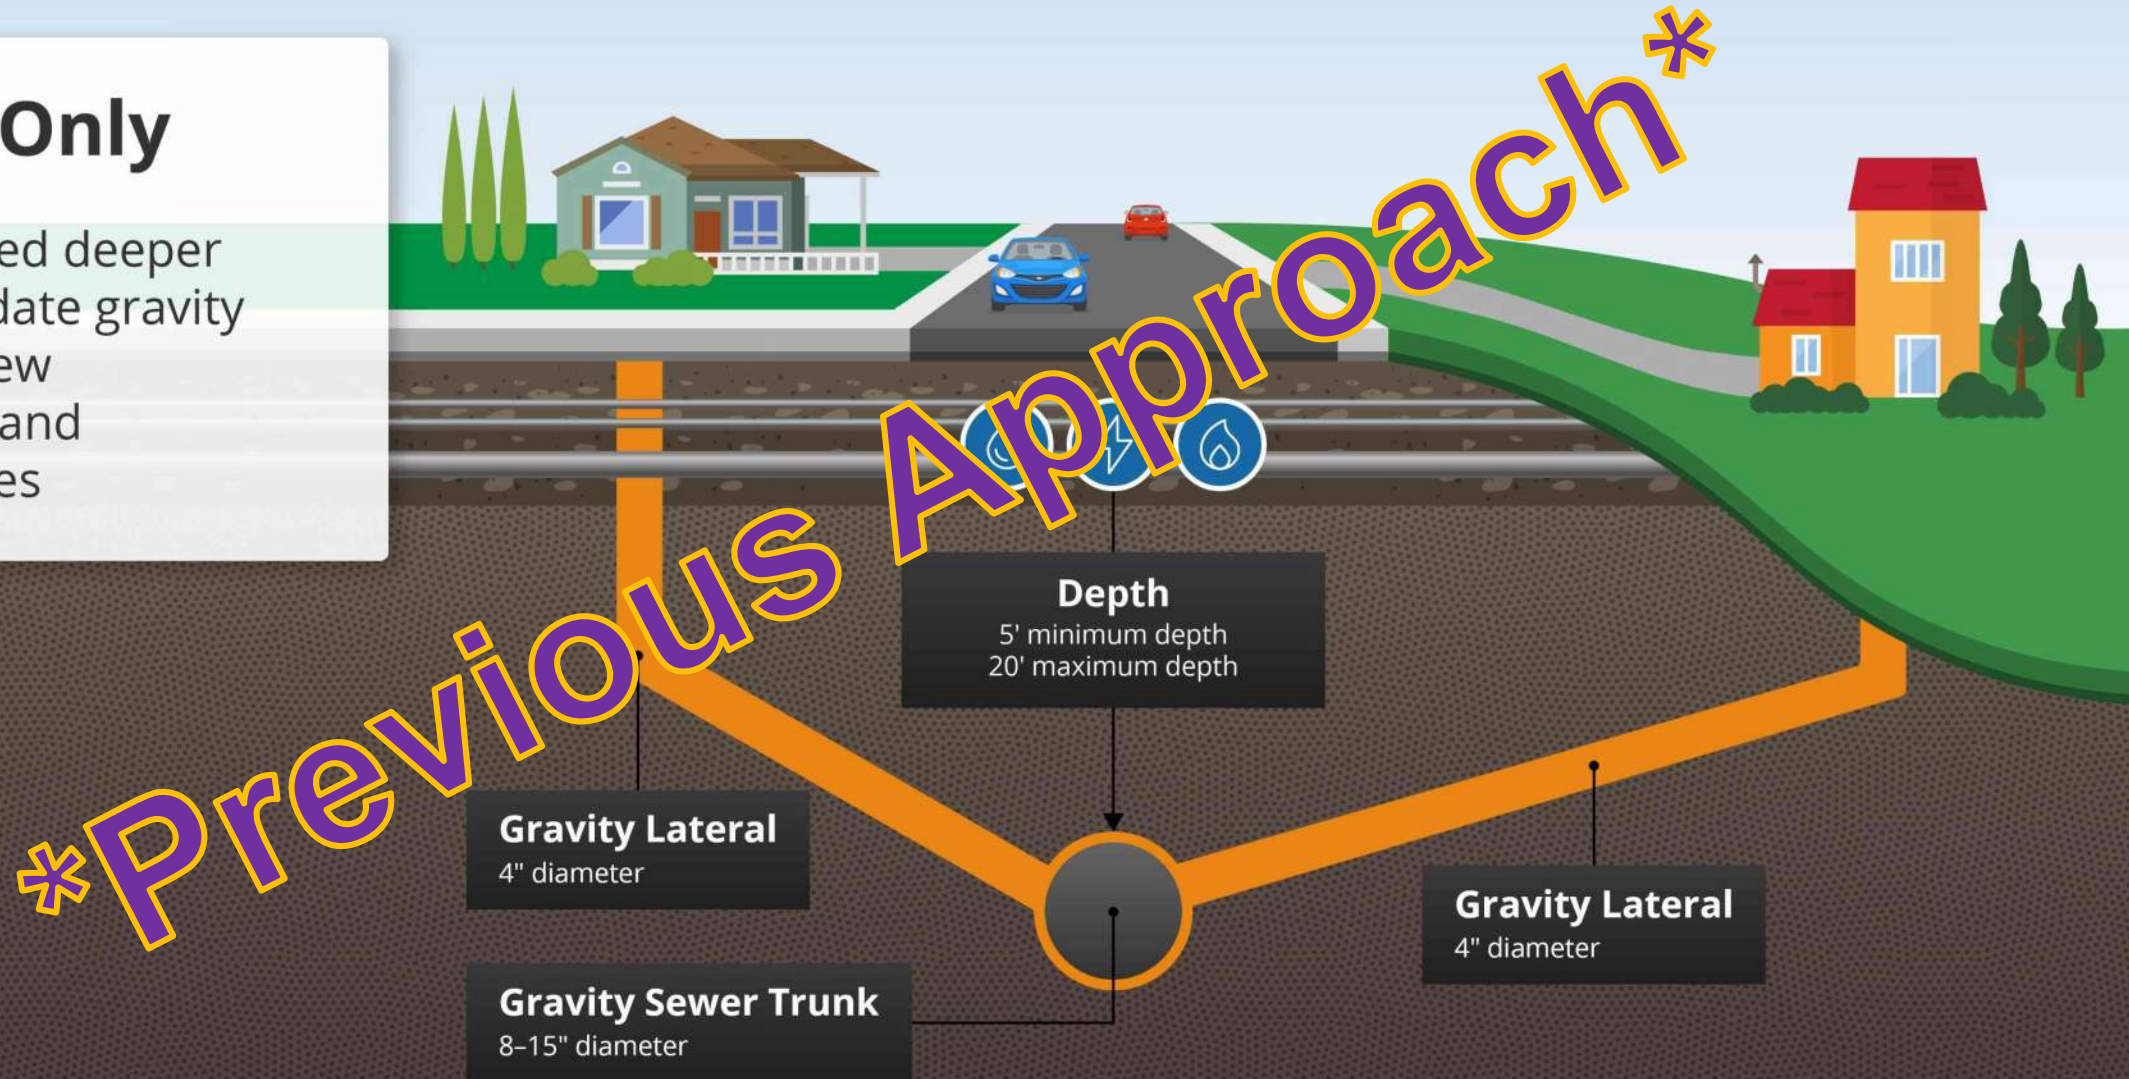 Only
ed deeper
date gravity
ew
and
es
*Previous Approach*
Depth
5' minimum depth
20' maximum depth
Gravity Lateral
4" diameter
Gravity Lateral
4" diameter
Gravity Sewer Trunk
8–15" diameter